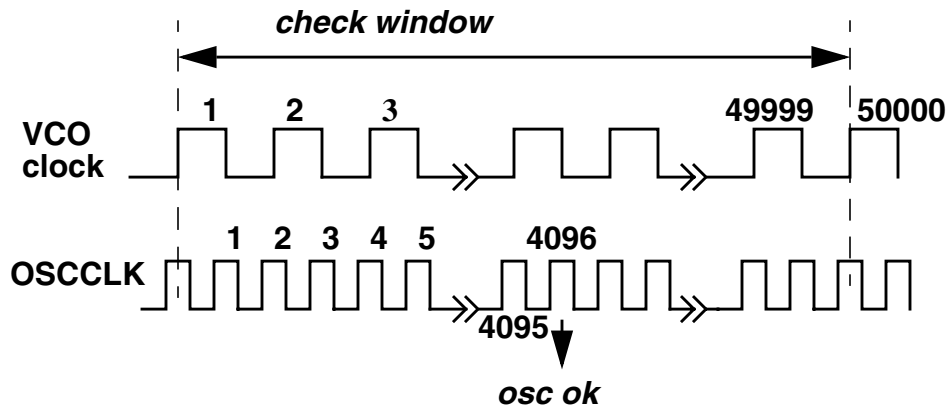 check window
1 2 3 49999 50000
VCO
clock
1 2 3 4 5 4096
OSCCLK
4095
osc ok